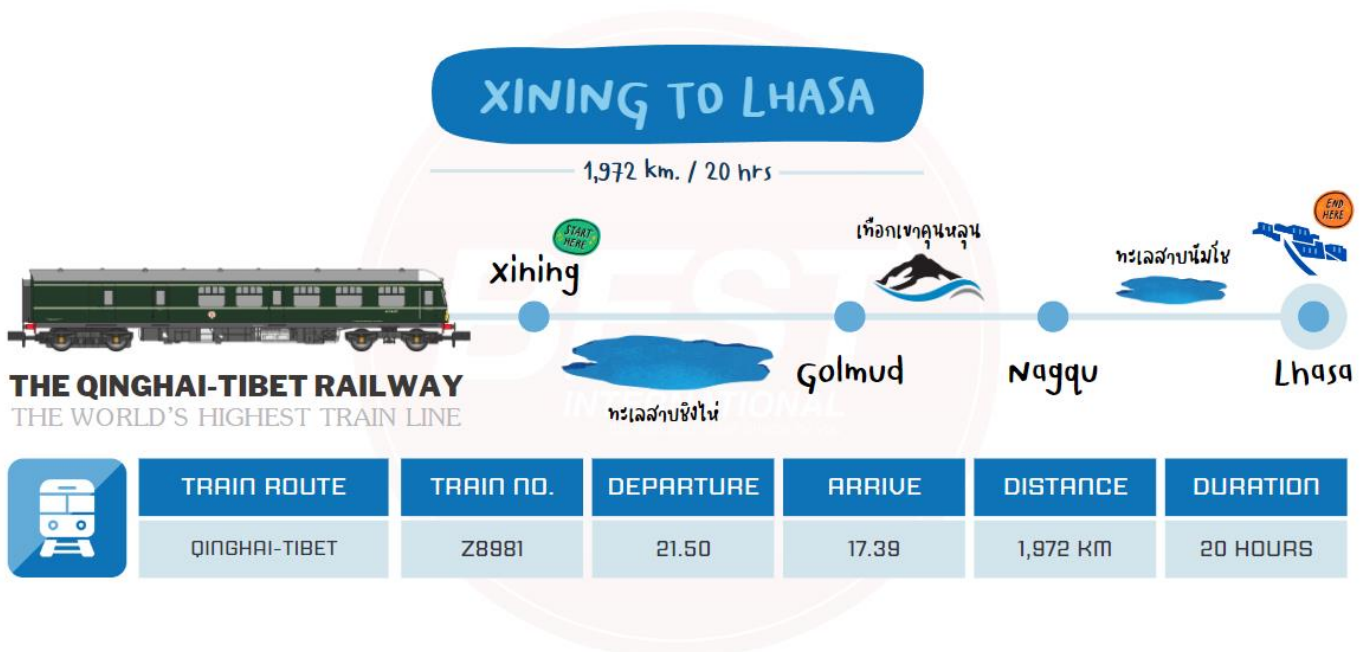 XINING TO LHASA
1,972 km. / 20 hrs
START HERE
END HERE
Xining
เทือกเขาคุนหลุน
ทะเลสาบนัมโช
Golmud
Nagqu
Lhasa
ทะเลสาบชิงไห่
THE QINGHAI-TIBET RAILWAY
THE WORLD'S HIGHEST TRAIN LINE
BEST
INTERNATIONAL
TRAIN ROUTE TRAIN NO. DEPARTURE ARRIVE DISTANCE DURATION
QINGHAI-TIBET Z8981 21.50 17.39 1,972 KM 20 HOURS